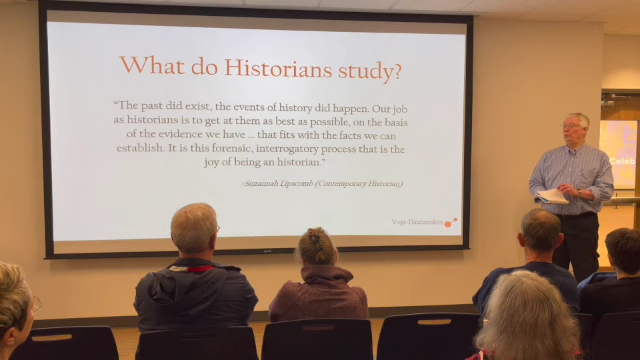 What do Historians study?
“The past did exist, the events of history did happen. Our job
as historians is to get at them as best as possible, on the basis
of the evidence we have ... that fits with the facts we can
establish. It is this forensic, interrogatory process that is the
joy of being an historian.”
-Suzannah Lipscomb (Contemporary Historian)
Celeb